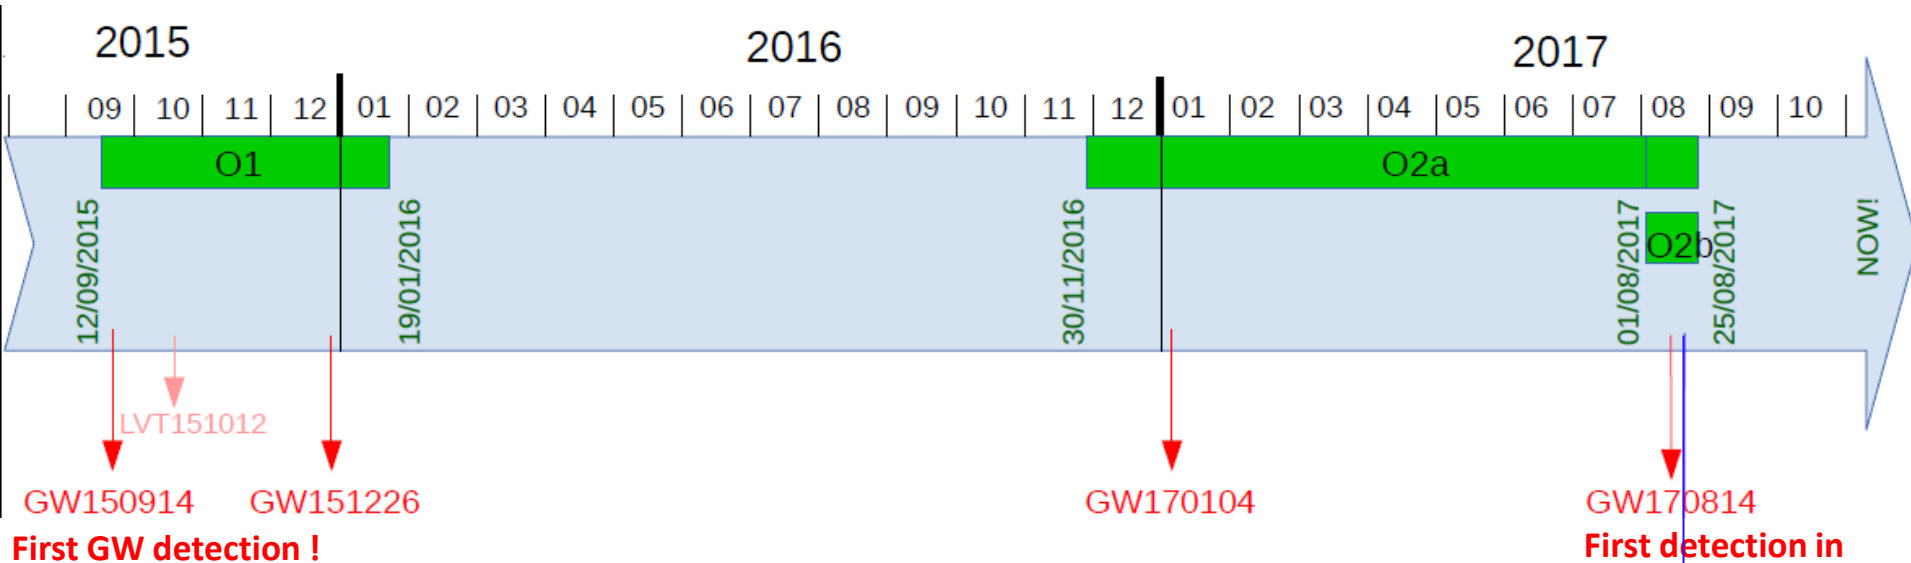 2015 2016 2017
09 10 11 12 01 02 03 04 05 06 07 08 09 10 11 12 01 02 03 04 05 06 07 08 09 10
O1 O2a
12/09/2015 19/01/2016 30/11/2016 01/08/2017 25/08/2017 NOW!
O2b
LVT151012
GW150914 GW151226 GW170104 GW170814
First GW detection ! First detection in